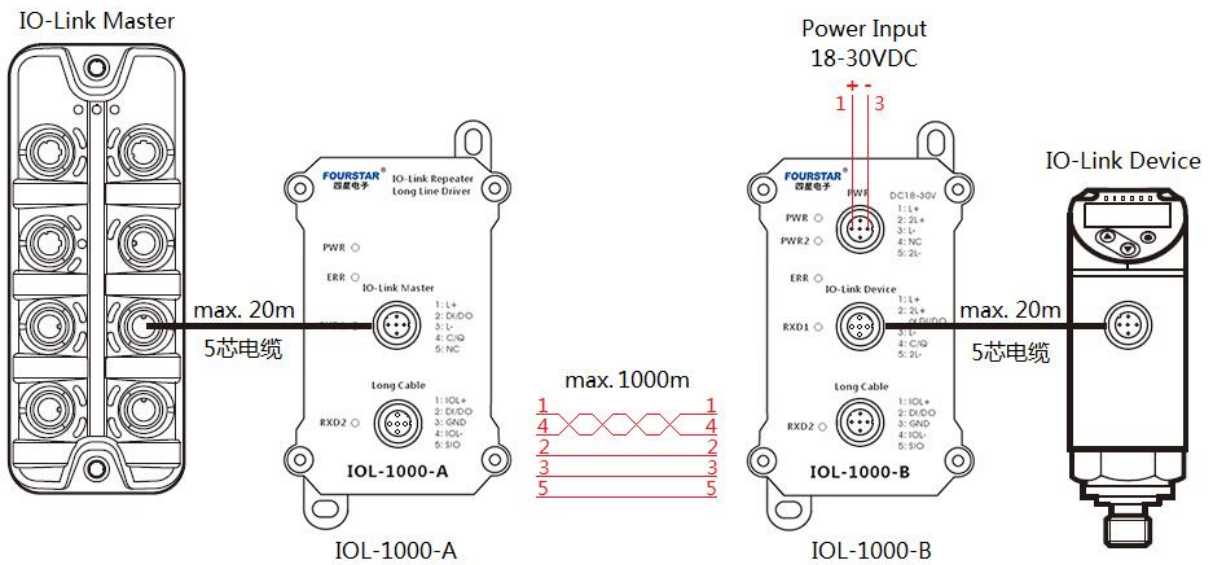 IO-Link Master
Power Input
18-30VDC
+ -
1 3
IO-Link Device
max. 20m
5芯电缆
FOURSTAR®
四星电子
IO-Link Repeater
Long Line Driver
PWR
ERR
IO-Link Master
1: L+
2: DI/DO
3: L-
4: C/Q
5: NC
Long Cable
RXD2
1: IOL+
2: DI/DO
3: GND
4: IOL-
5: SIO
IOL-1000-A
IOL-1000-A
max. 1000m
1 1
4 4
2 2
3 3
5 5
FOURSTAR®
四星电子
PWR
DC18-30V
PWR
PWR2
1: L+
2: 2L+
3: L-
4: NC
5: 2L-
ERR
IO-Link Device
RXD1
1: L+
2: 2L+
DI/DO
3: L-
4: C/Q
5: 2L-
Long Cable
RXD2
1: IOL+
2: DI/DO
3: GND
4: IOL-
5: SIO
IOL-1000-B
IOL-1000-B
max. 20m
5芯电缆